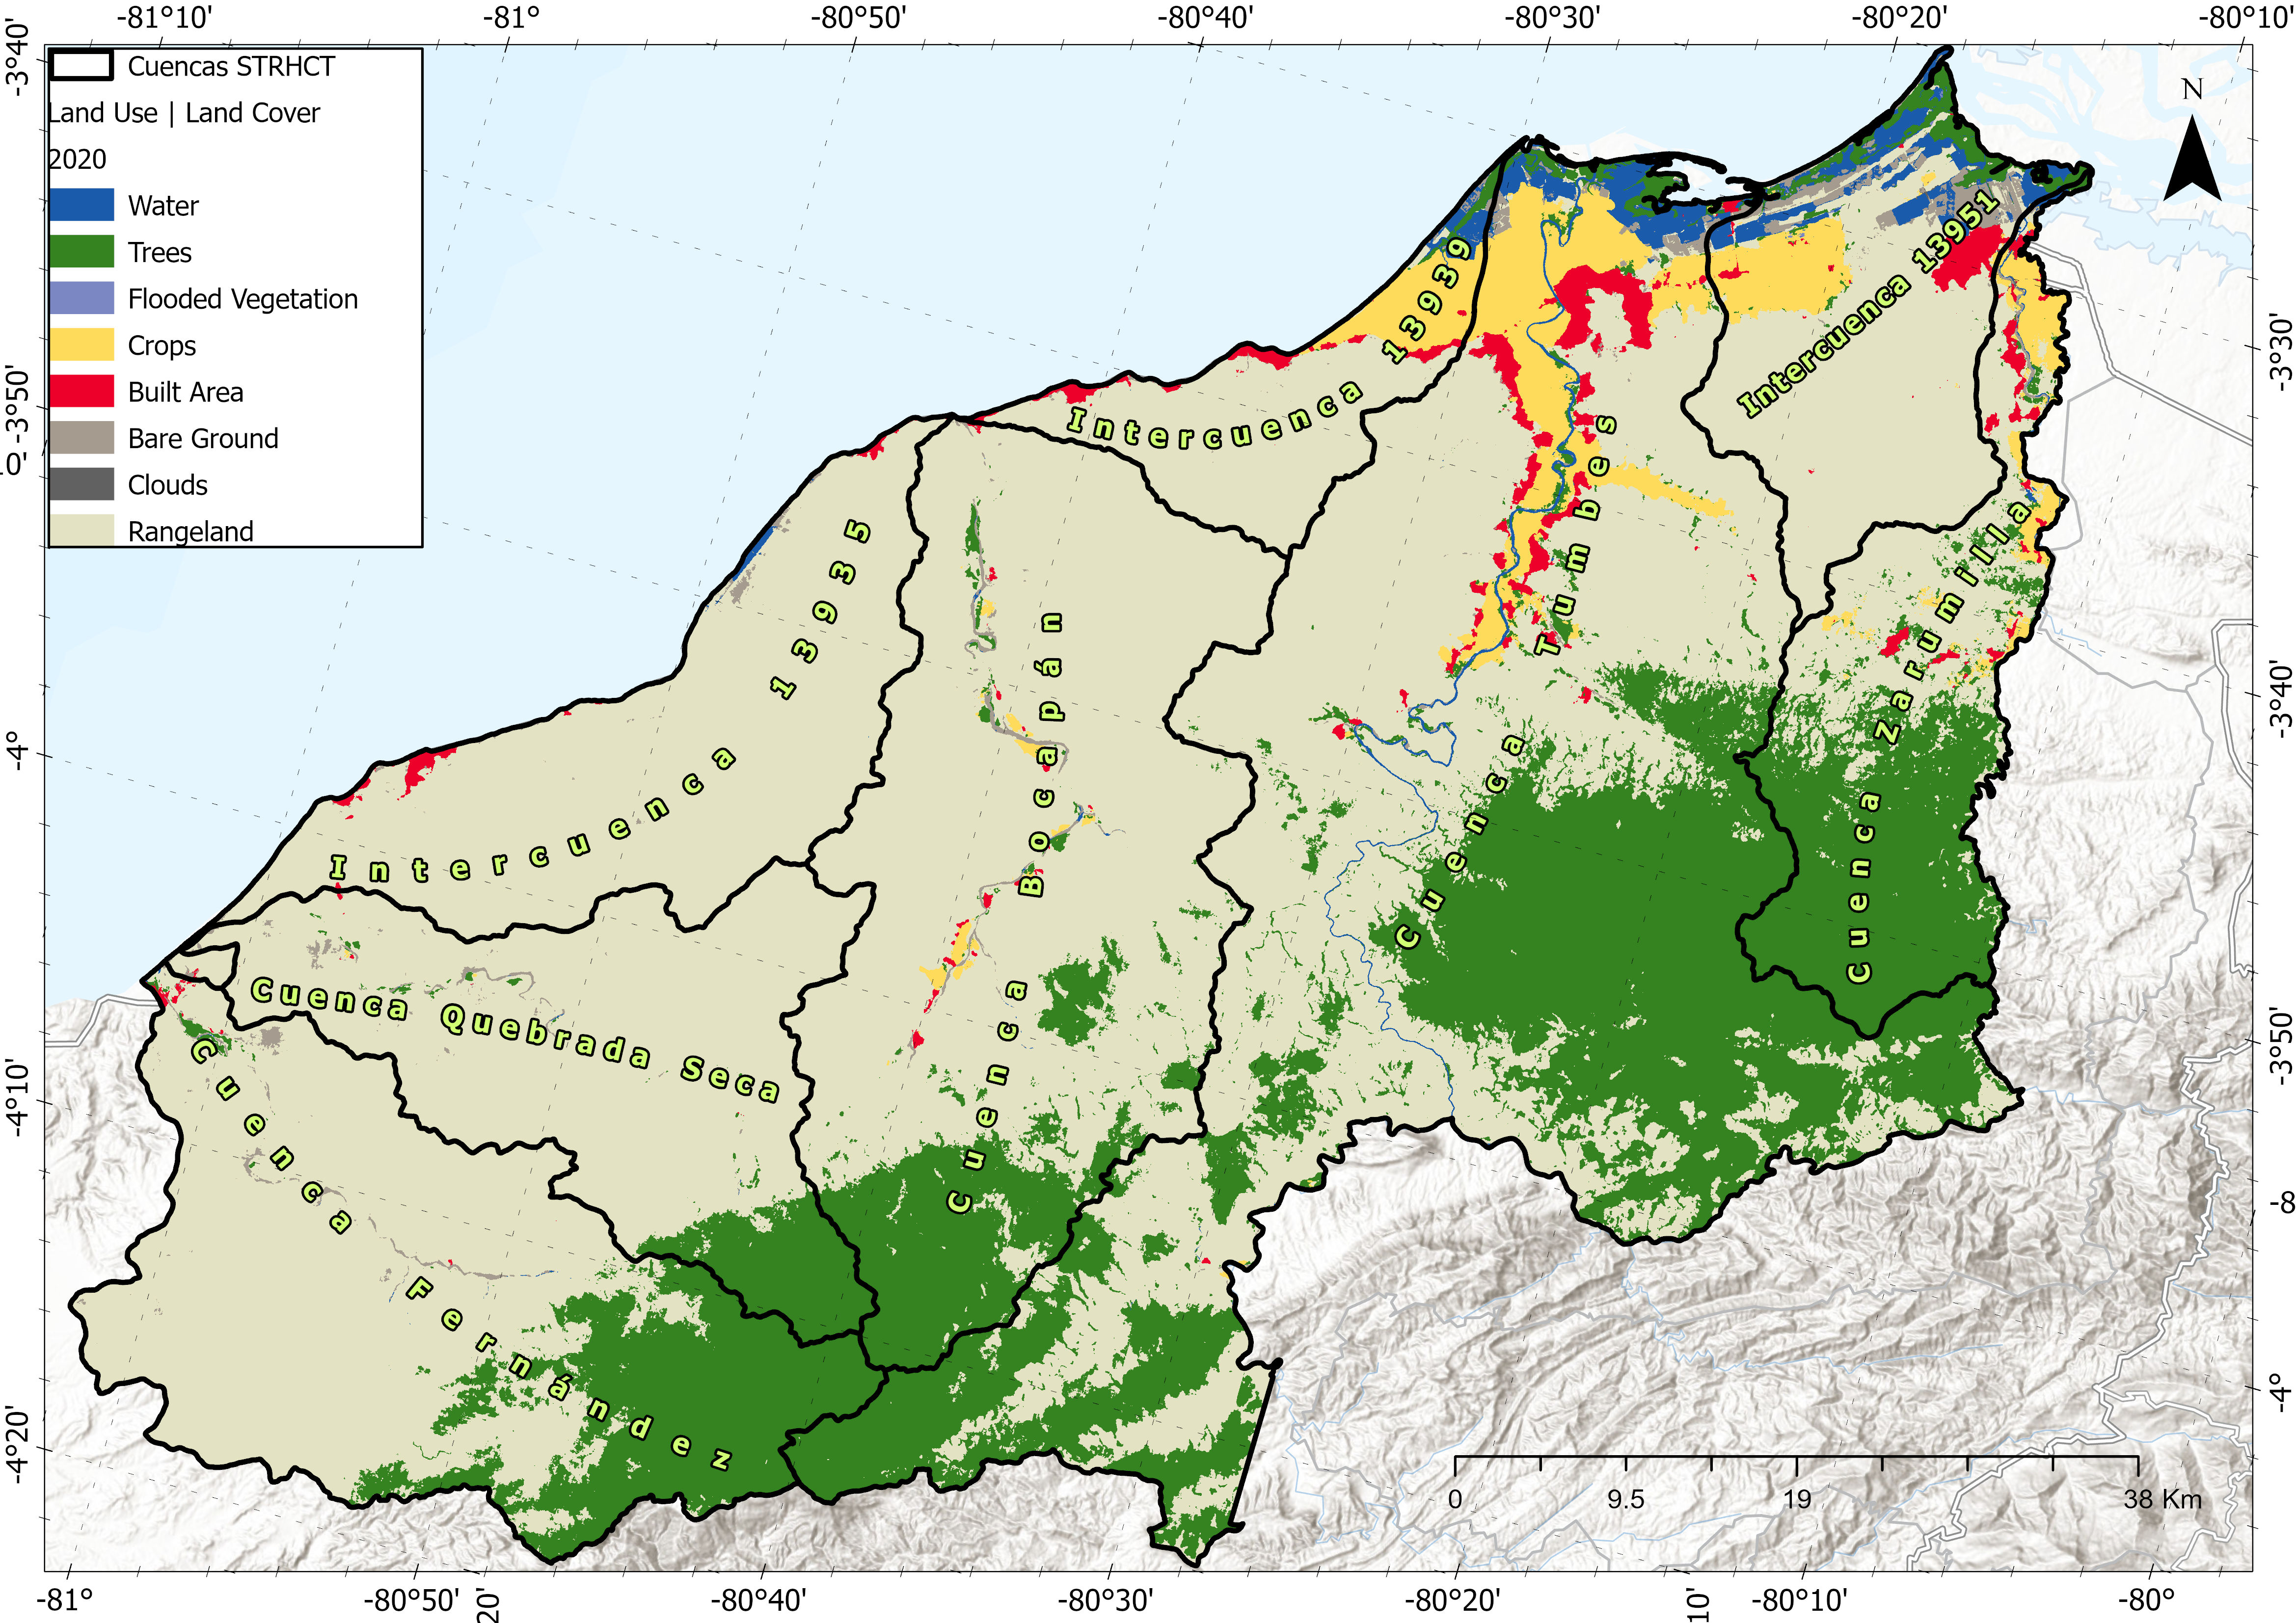 -81°10' -81° -80°50' -80°40' -80°30' -80°20' -80°10'
-3°40'
-3°50'
-4°
-4°10'
-4°20'
Cuencas STRHCT
Land Use | Land Cover
2020
Water
Trees
Flooded Vegetation
Crops
Built Area
Bare Ground
Clouds
Rangeland
N
Intercuenca 13939
Intercuenca 13951
Intercuenca 13935
Cuenca Tumbes
Cuenca Zarumilla
Cuenca Bocapán
Cuenca Quebrada Seca
Cuenca Fernández
-3°30'
-3°40'
-3°50'
-4°
0 9.5 19 38 Km
-81° -80°50' -80°40' -80°30' -80°20' -80°10' -80°